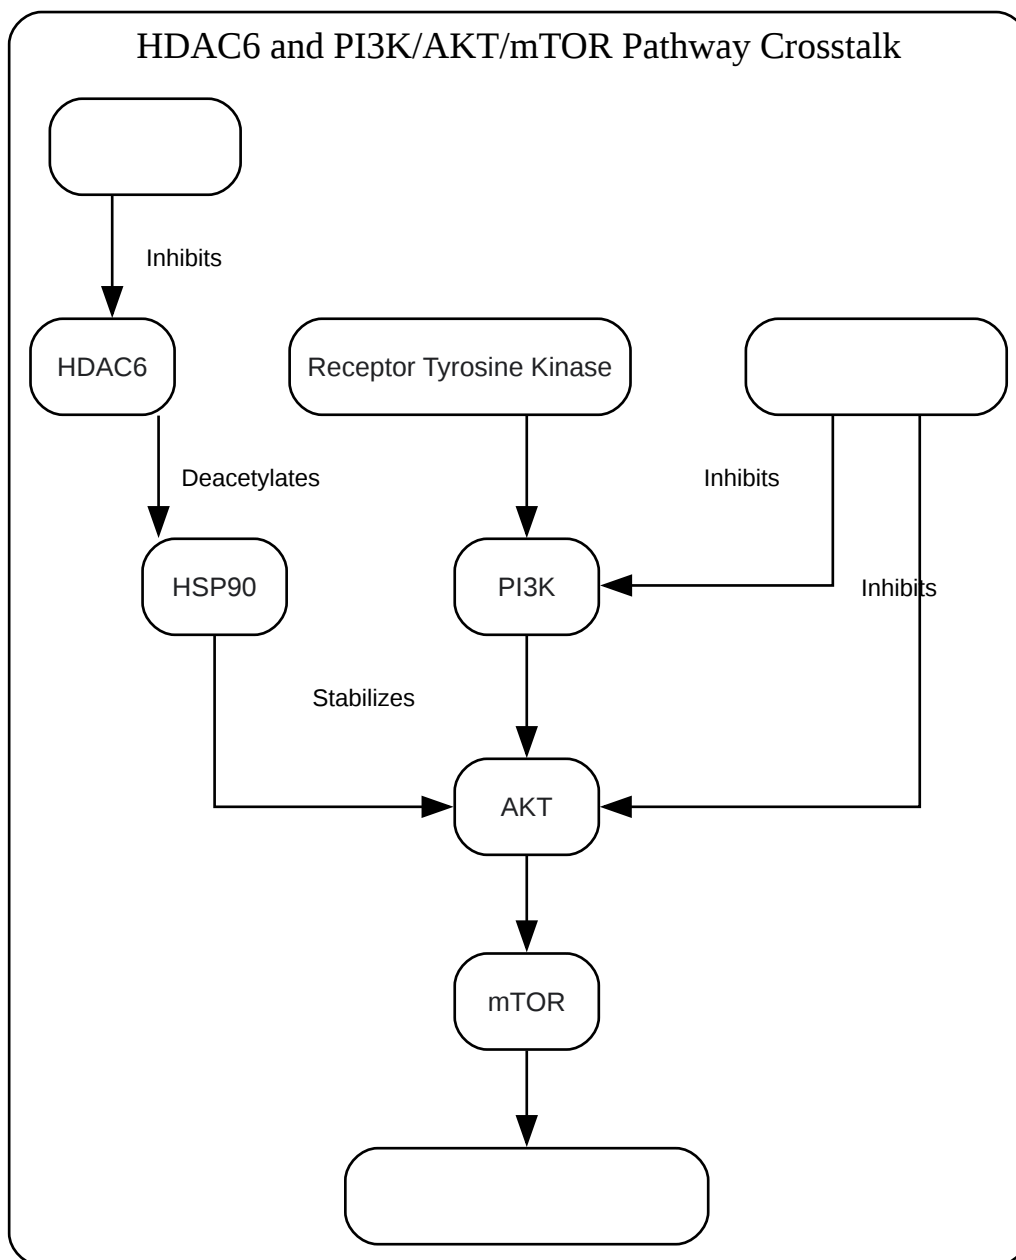 HDAC6 and PI3K/AKT/mTOR Pathway Crosstalk
Inhibits
HDAC6
Receptor Tyrosine Kinase
Deacetylates
Inhibits
HSP90
PI3K
Inhibits
Stabilizes
AKT
mTOR